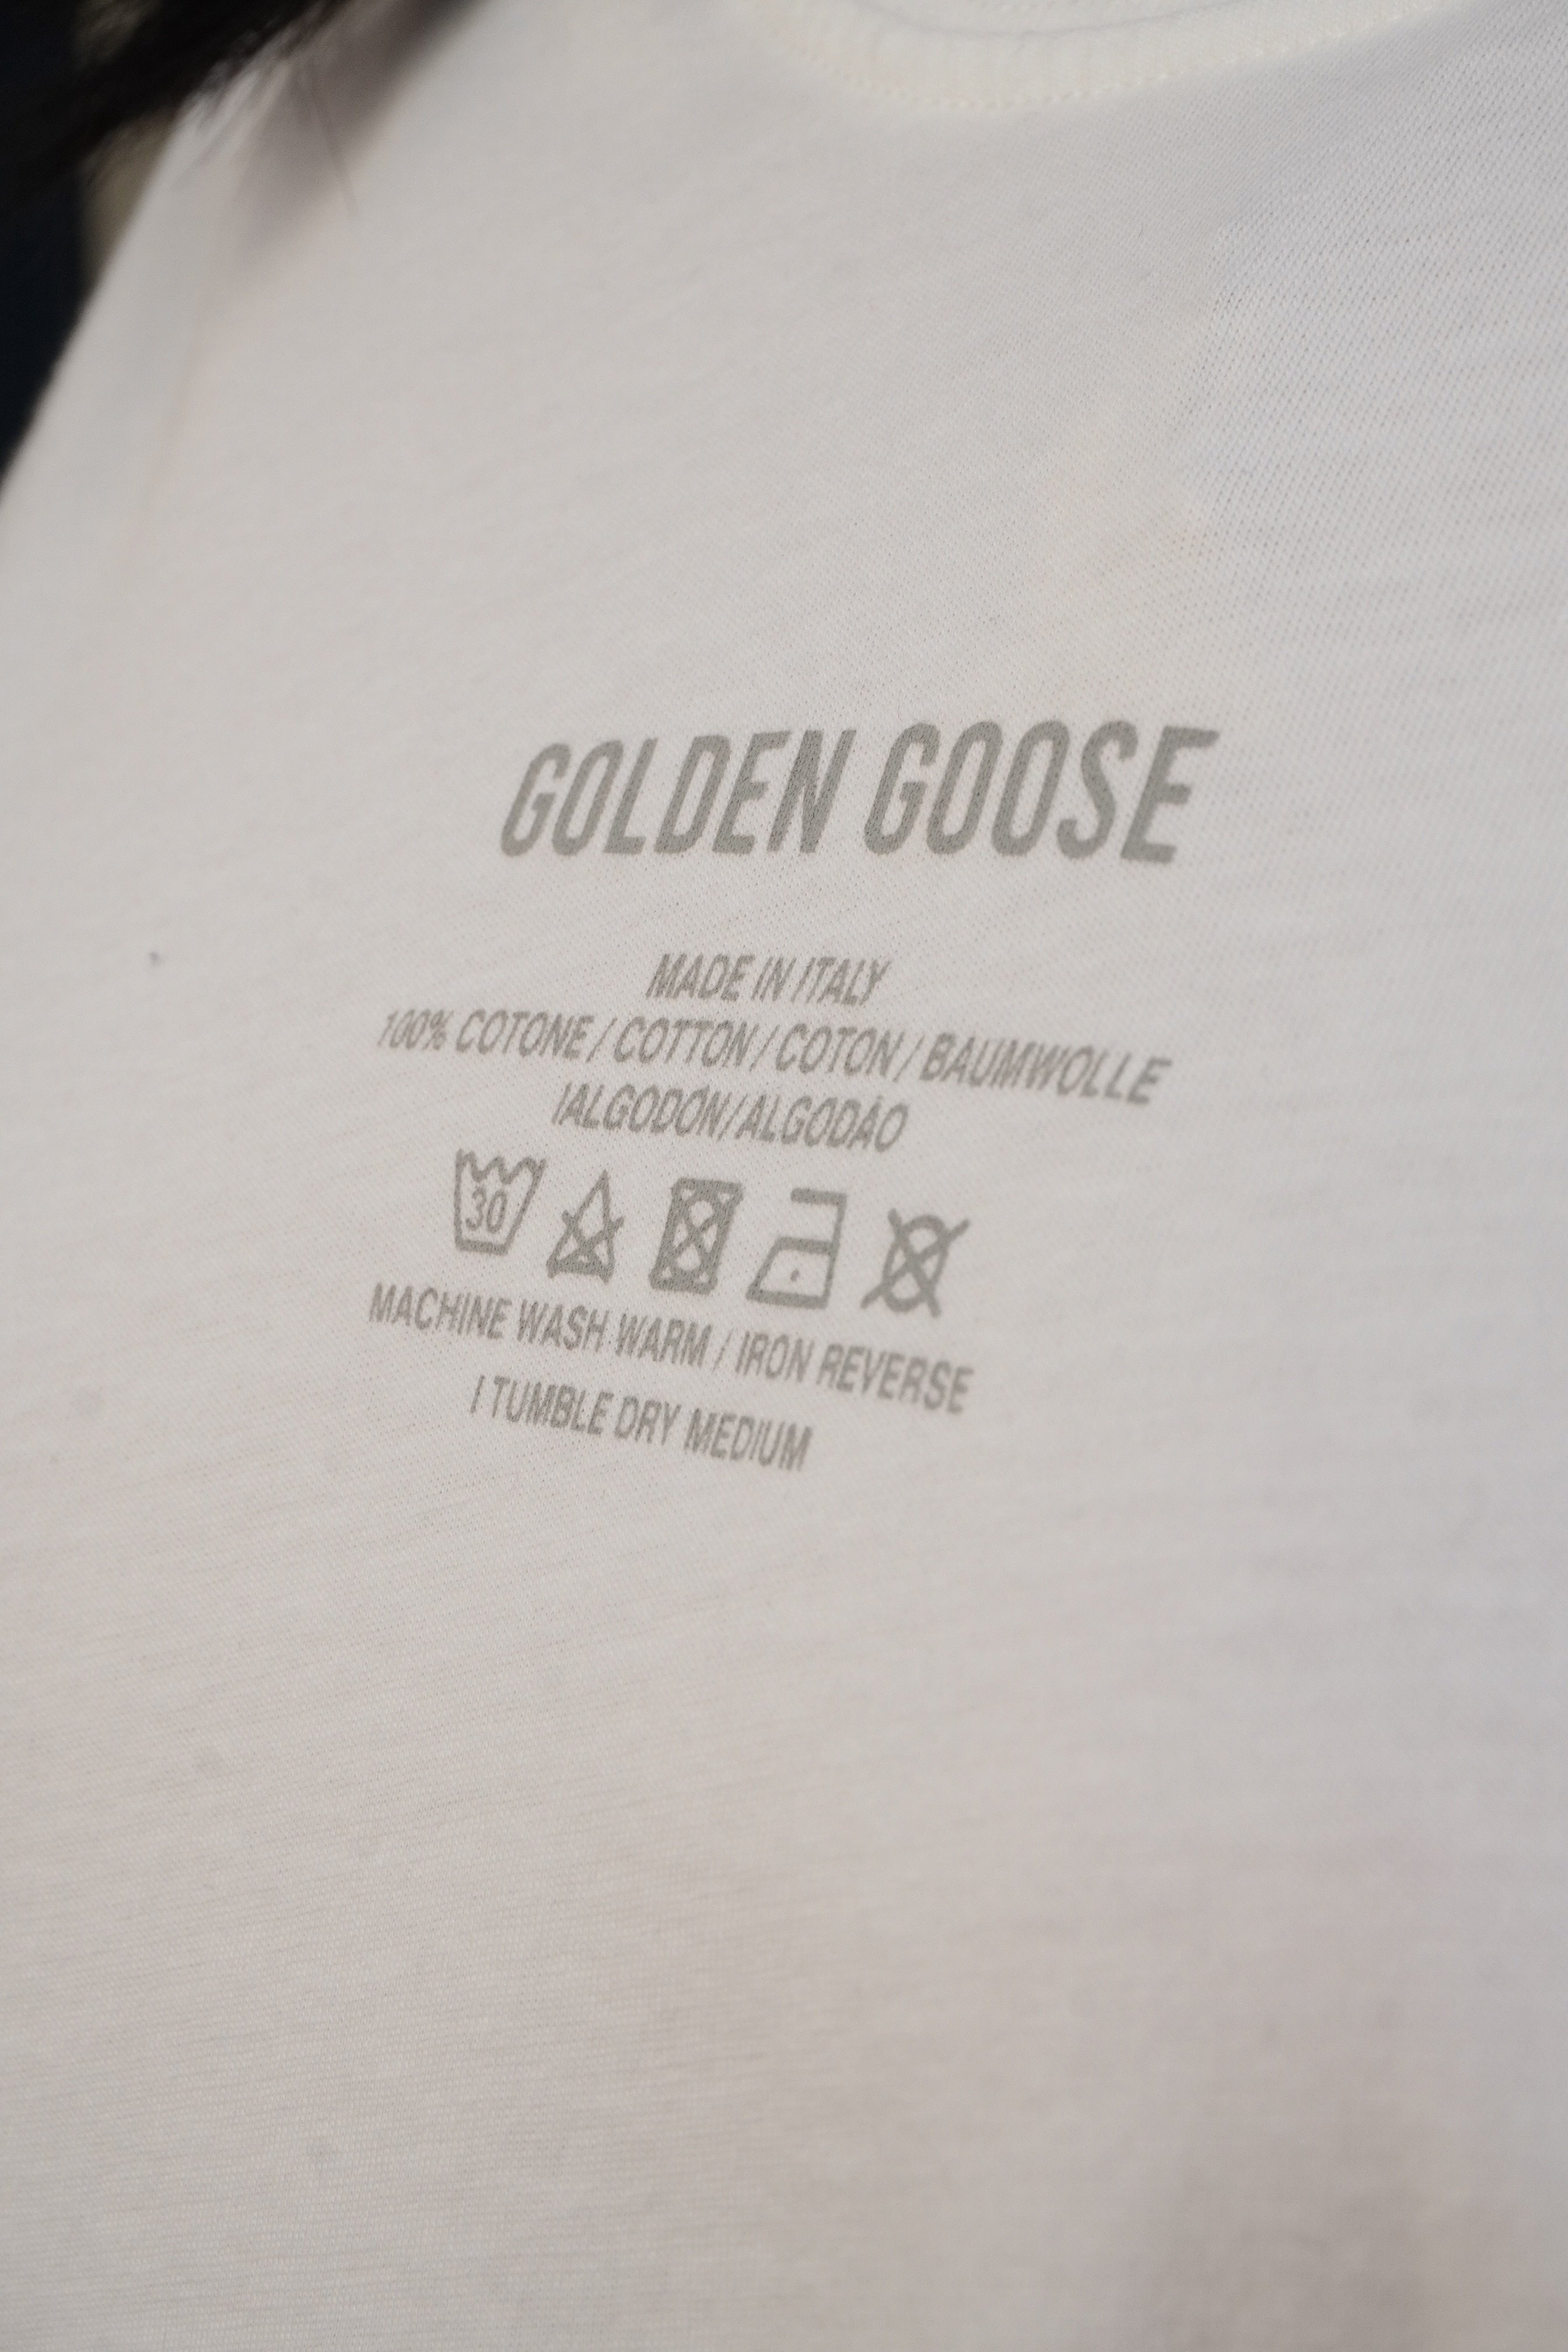 GOLDEN GOOSE
MADE IN ITALY
100% COTONE / COTTON / COTON / BAUMWOLLE
/ALGODÓN/ALGODÃO
30
MACHINE WASH WARM / IRON REVERSE
/ TUMBLE DRY MEDIUM